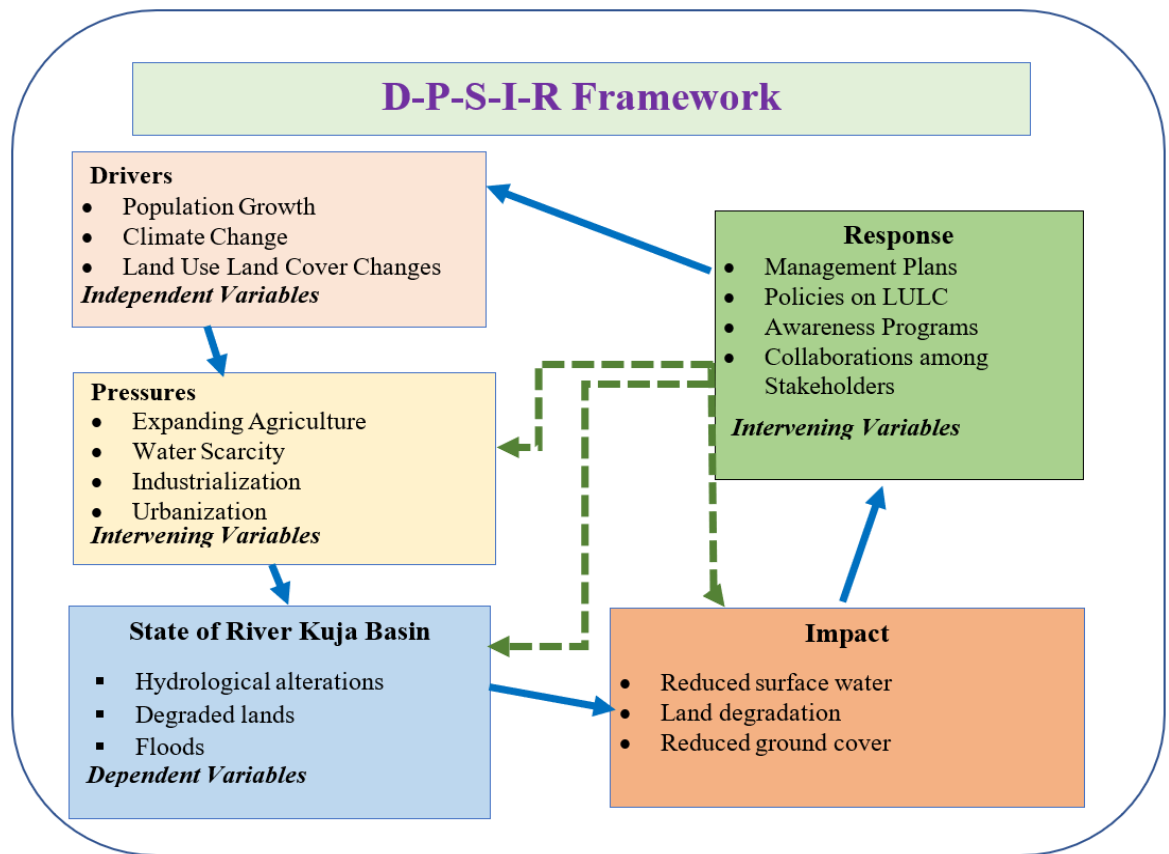 D-P-S-I-R Framework
Drivers
● Population Growth
● Climate Change
● Land Use Land Cover Changes
Independent Variables
Response
● Management Plans
● Policies on LULC
● Awareness Programs
● Collaborations among
Stakeholders
Intervening Variables
Pressures
● Expanding Agriculture
● Water Scarcity
● Industrialization
● Urbanization
Intervening Variables
State of River Kuja Basin
▪ Hydrological alterations
▪ Degraded lands
▪ Floods
Dependent Variables
Impact
● Reduced surface water
● Land degradation
● Reduced ground cover